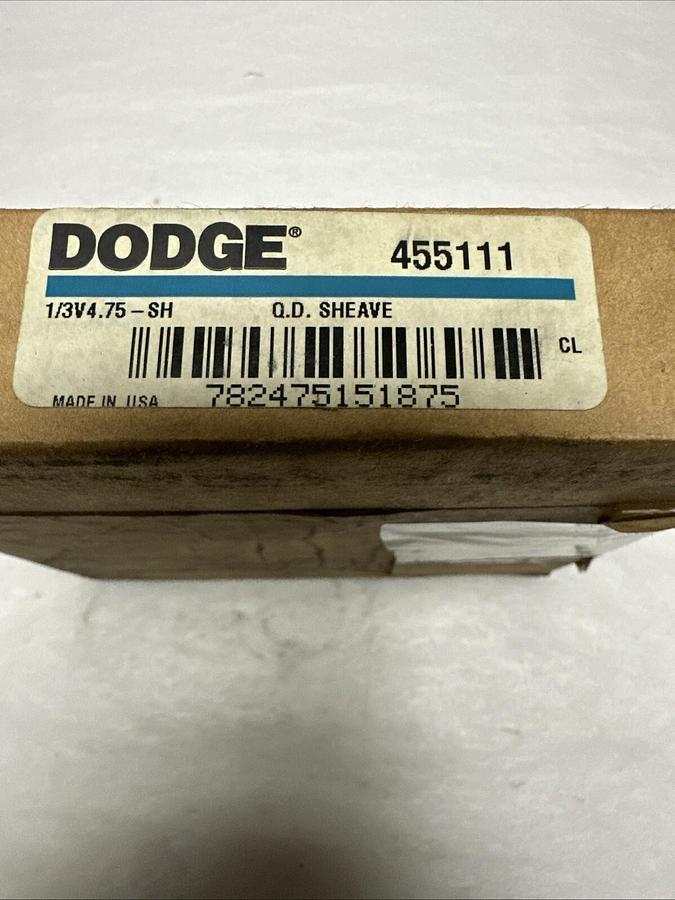 DODGE® 455111
1/3V4.75-SH Q.D. SHEAVE
CL
MADE IN USA 782475151875